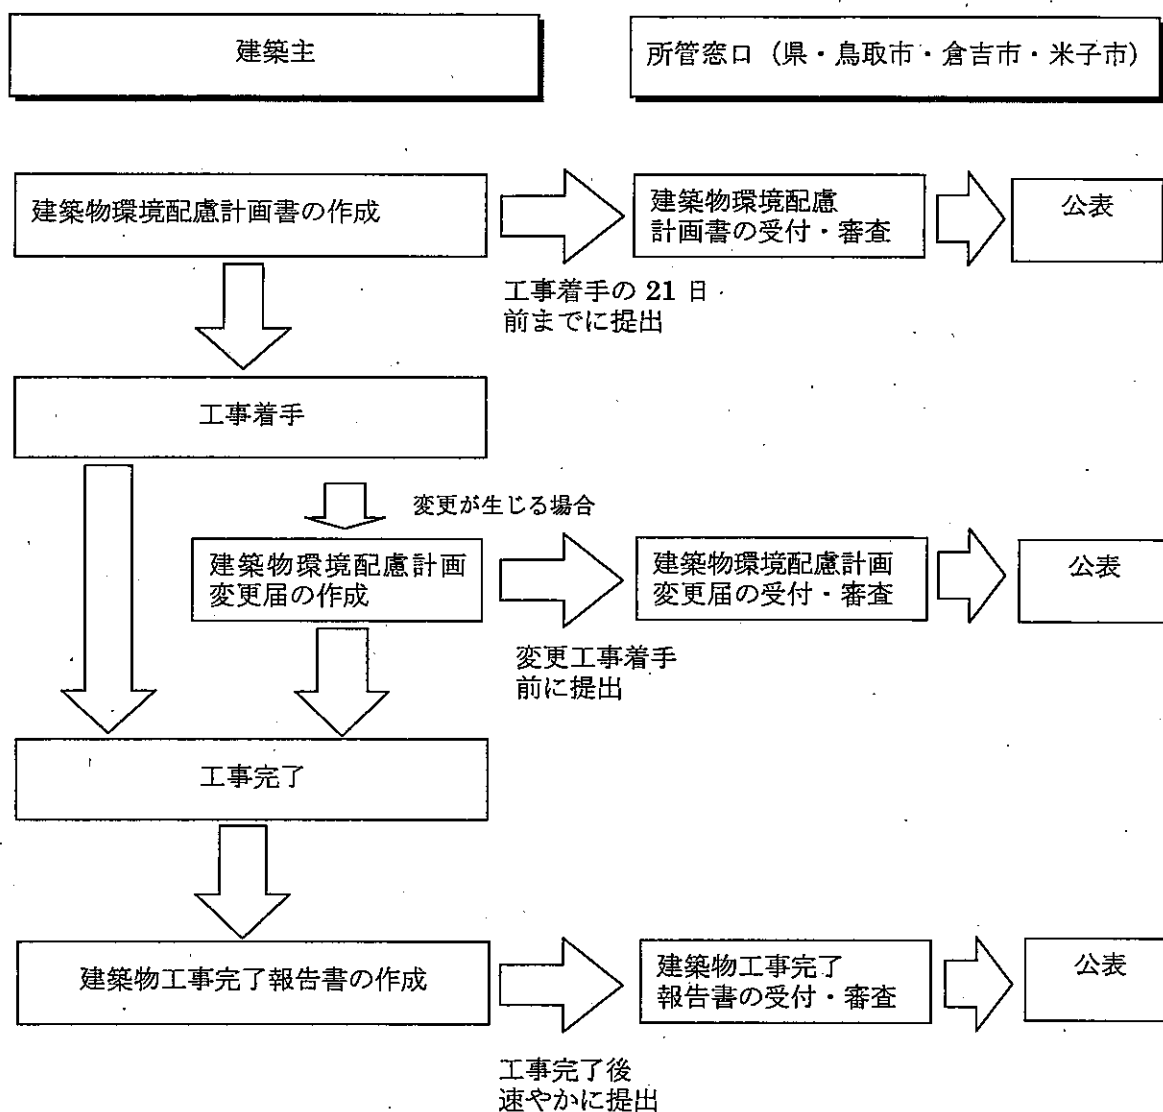 建築主
所管窓口（県・鳥取市・倉吉市・米子市）
建築物環境配慮計画書の作成
建築物環境配慮
計画書の受付・審査
公表
工事着手の 21 日
前までに提出
工事着手
変更が生じる場合
建築物環境配慮計画
変更届の作成
建築物環境配慮計画
変更届の受付・審査
公表
変更工事着手
前に提出
工事完了
建築物工事完了報告書の作成
建築物工事完了
報告書の受付・審査
公表
工事完了後
速やかに提出